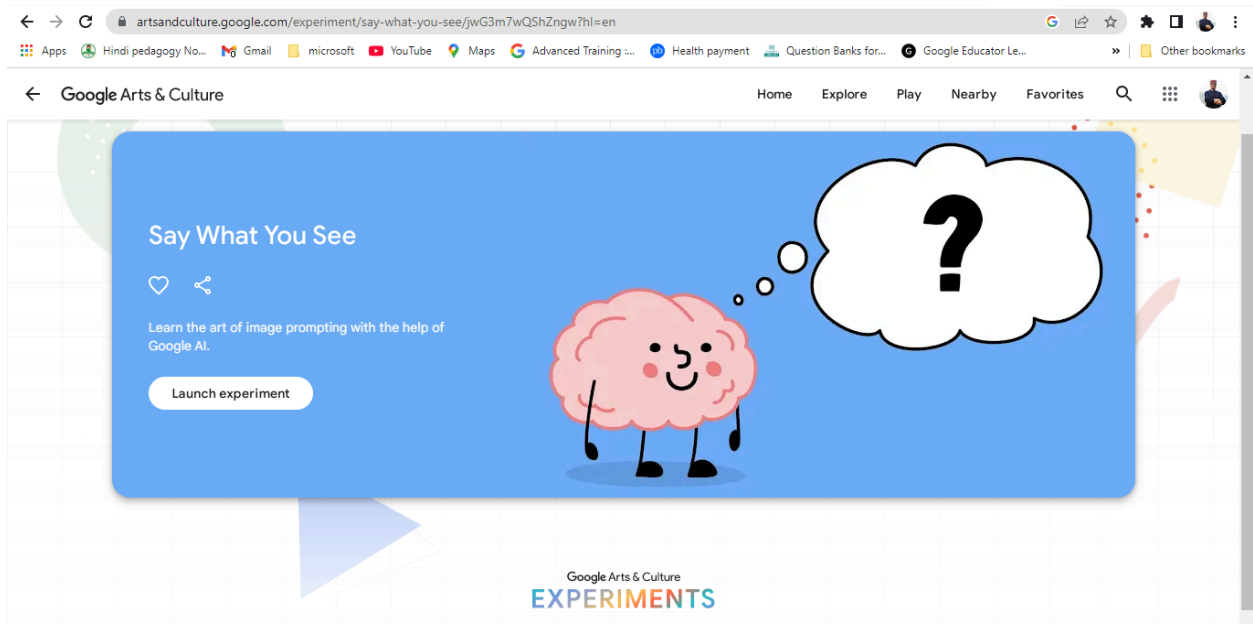 artsandculture.google.com/experiment/say-what-you-see/jwG3m7wQShZngw?hl=en
Apps Hindi pedagogy No... Gmail microsoft YouTube Maps Advanced Training :... Health payment Question Banks for... Google Educator Le... » Other bookmarks
Google Arts & Culture Home Explore Play Nearby Favorites
?
Say What You See
Learn the art of image prompting with the help of
Google AI.
Launch experiment
Google Arts & Culture
EXPERIMENTS